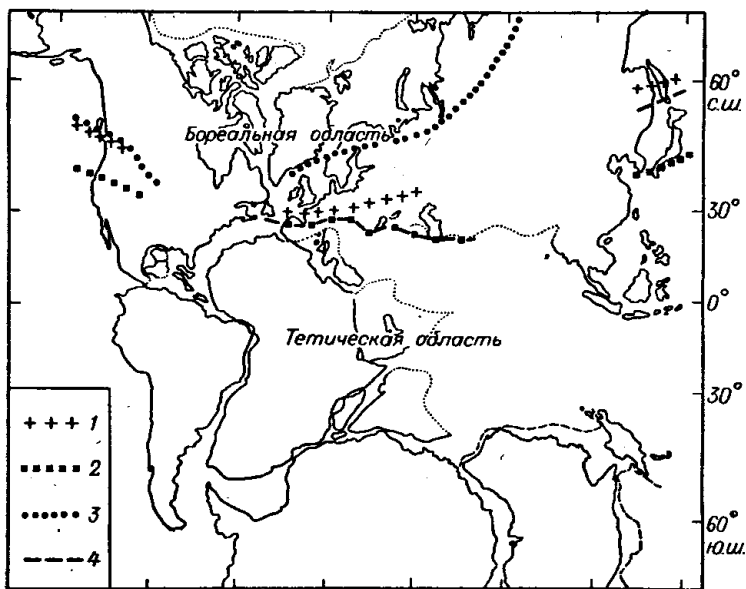 60°
с.ш.
Бореальная область
30°
0°
Тетическая область
30°
60°
ю.ш.
1
2
3
4